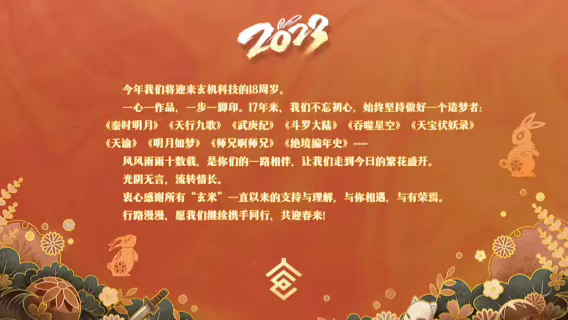 2023
今年我们将迎来玄机科技的18周岁。
一心一作品，一步一脚印。17年来，我们不忘初心，始终坚持做好一个造梦者：
《秦时明月》《天行九歌》《武庚纪》《斗罗大陆》《吞噬星空》《天宝伏妖录》
《天谕》《明月如梦》《师兄啊师兄》《绝境编年史》……
风风雨雨十数载，是你们的一路相伴，让我们走到今日的繁花盛开。
光阴无言，流转情长。
衷心感谢所有“玄米”一直以来的支持与理解，与你相遇，与有荣焉。
行路漫漫，愿我们继续携手同行，共迎春来！